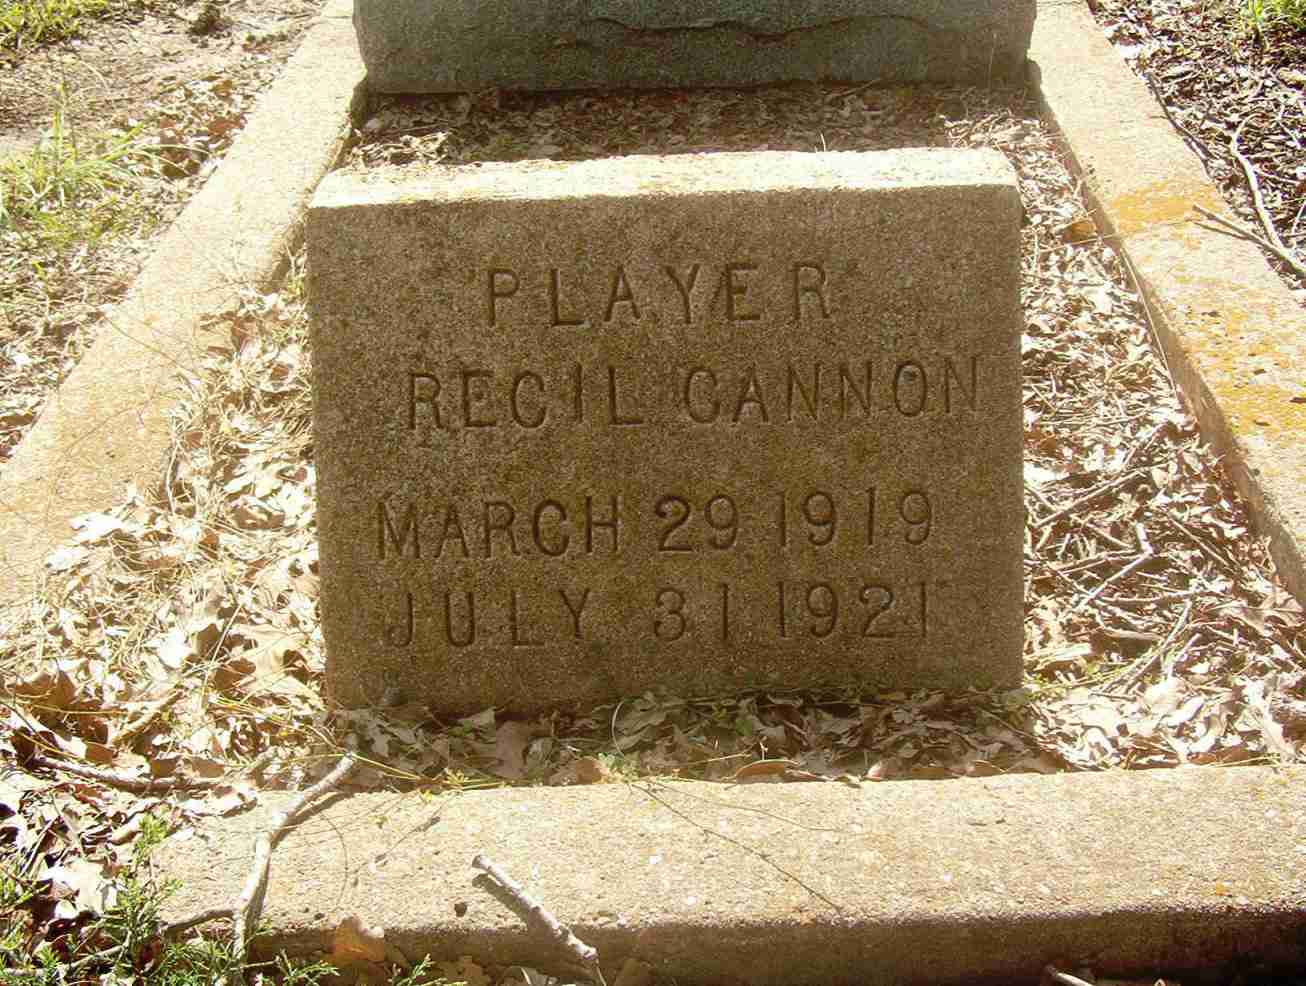 PLAYER
RECIL CANNON
MARCH 29 1919
JULY 31 1921